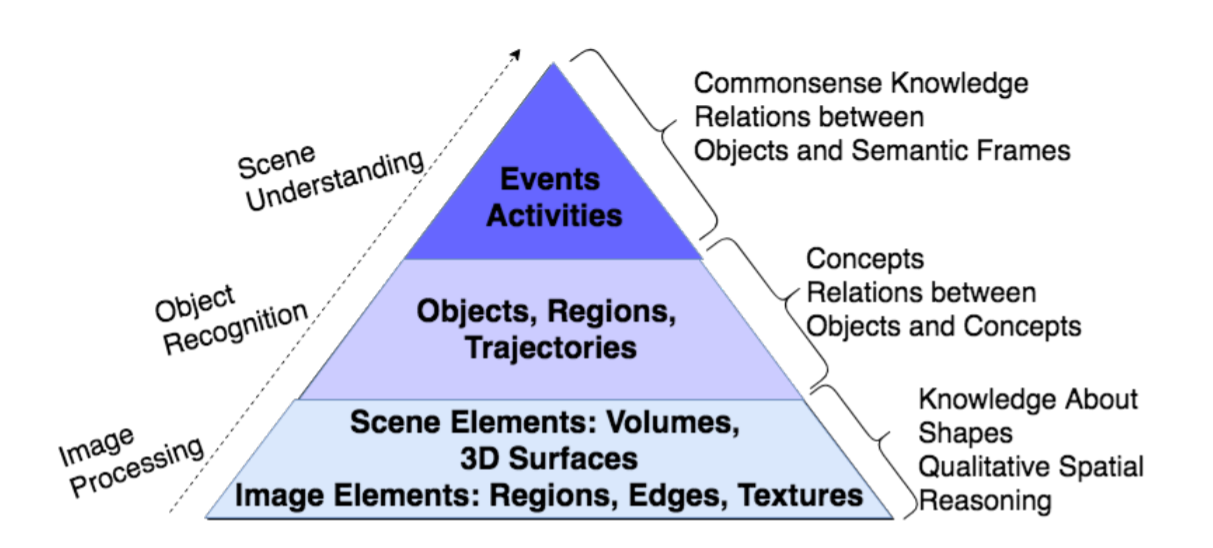 Commonsense Knowledge
Relations between
Objects and Semantic Frames
Scene
Understanding
Events
Activities
Concepts
Relations between
Objects and Concepts
Object
Recognition
Objects, Regions,
Trajectories
Knowledge About
Shapes
Qualitative Spatial
Reasoning
Image
Processing
Scene Elements: Volumes,
3D Surfaces
Image Elements: Regions, Edges, Textures